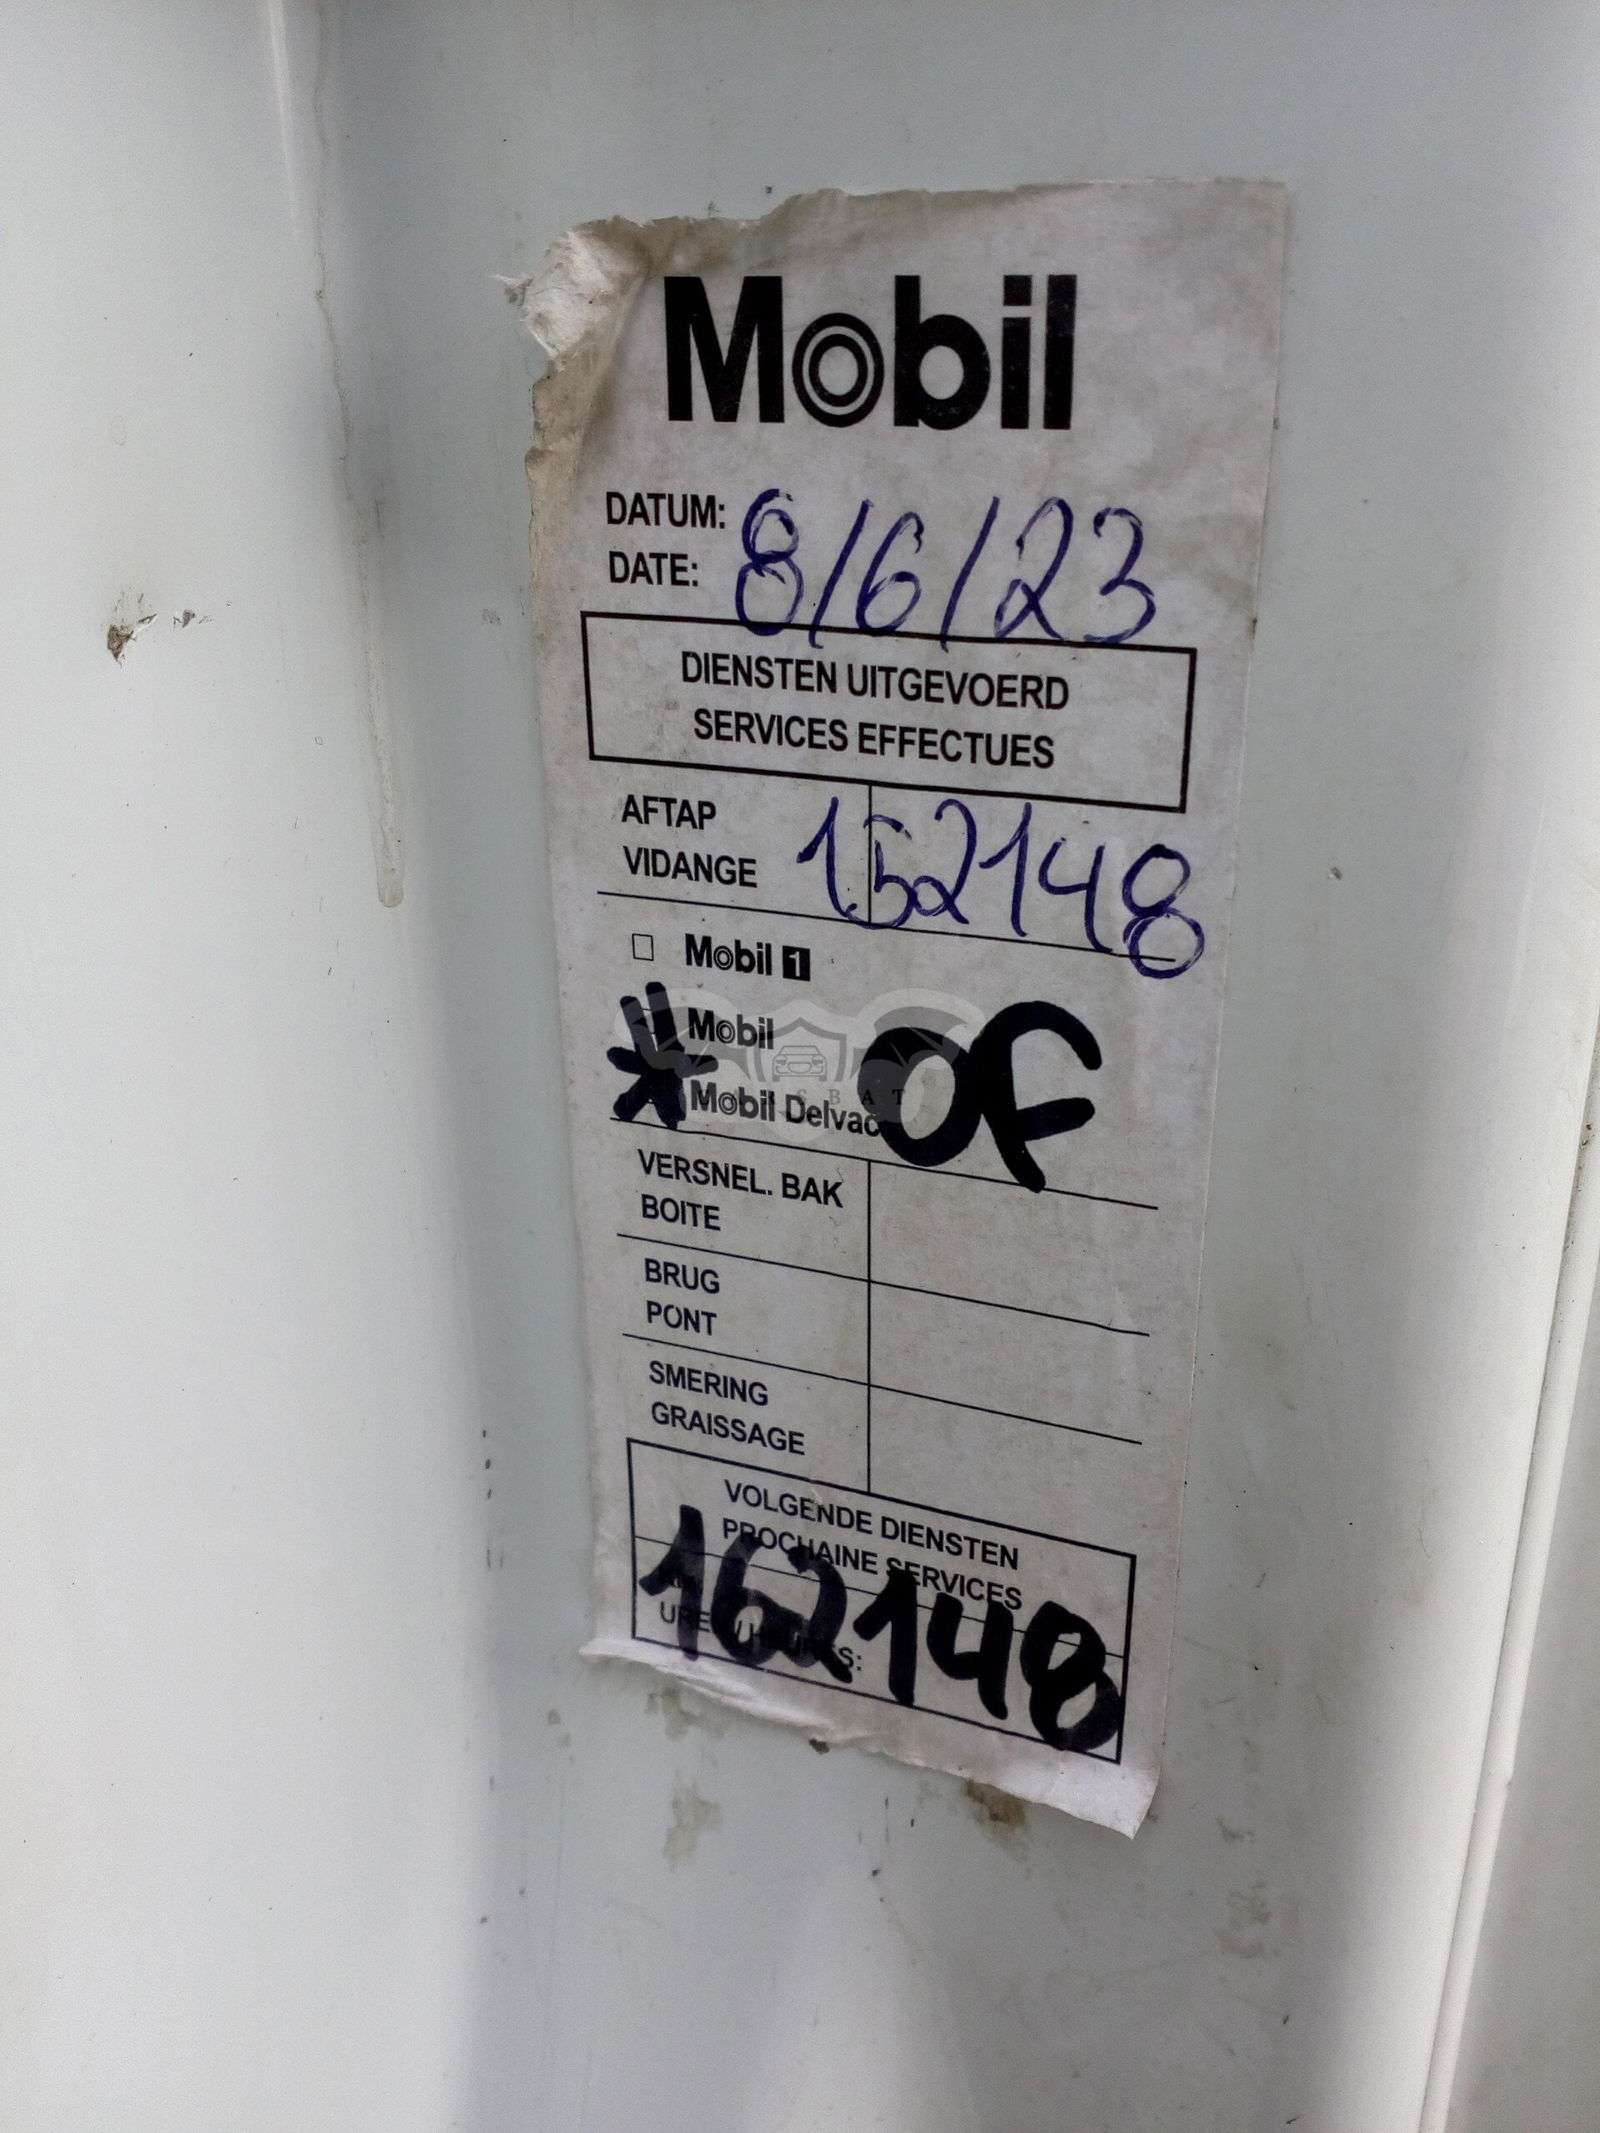 Mobil
DATUM: 8/6/23
DATE:
DIENSTEN UITGEVOERD
SERVICES EFFECTUES
AFTAP 152148
VIDANGE
Mobil 1
Mobil
Mobil Delvac OF
VERSNEL. BAK
BOITE
BRUG
PONT
SMERING
GRAISSAGE
VOLGENDE DIENSTEN
PROCHAINE SERVICES
162148